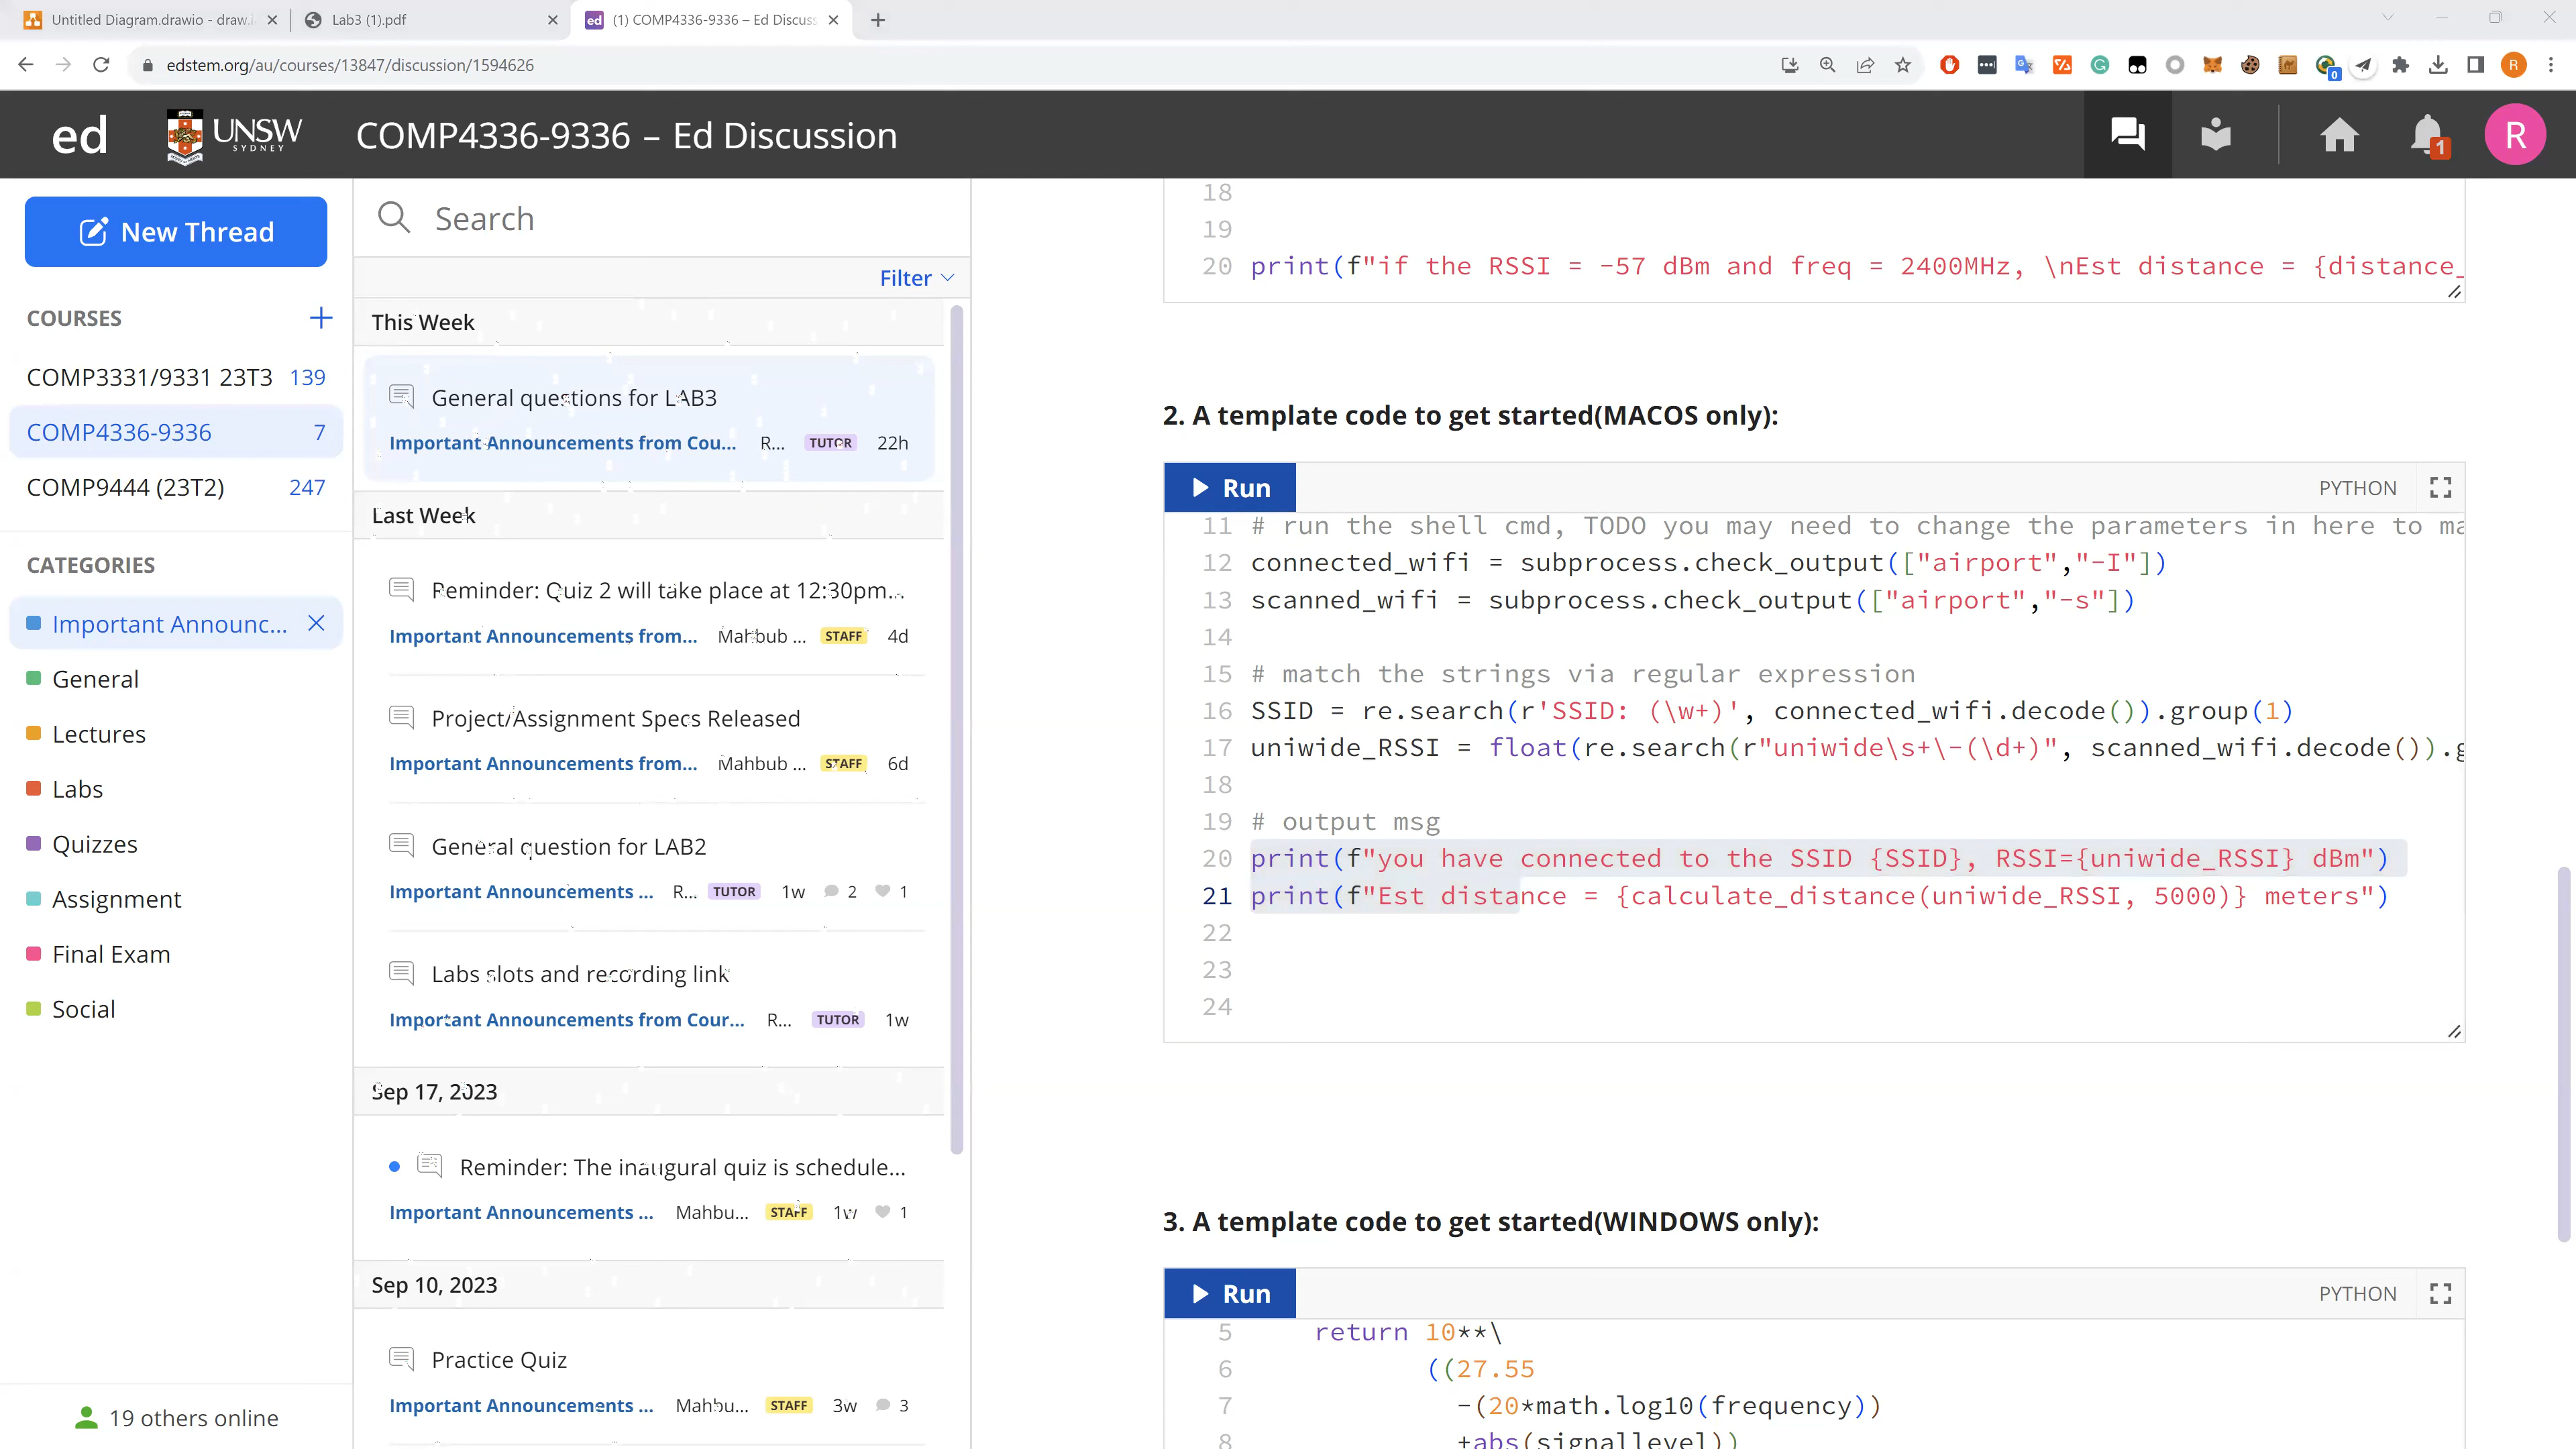 Untitled Diagram.drawio - draw.i
Lab3 (1).pdf
(1) COMP4336-9336 – Ed Discuss
edstem.org/au/courses/13847/discussion/1594626
ed
UNSW
SYDNEY
COMP4336-9336 – Ed Discussion
1
R
New Thread
COURSES
COMP3331/9331 23T3 139
COMP4336-9336 7
COMP9444 (23T2) 247
CATEGORIES
Important Announc...
General
Lectures
Labs
Quizzes
Assignment
Final Exam
Social
19 others online
Search
Filter
This Week
General questions for LAB3
Important Announcements from Cou... R... TUTOR 22h
Last Week
Reminder: Quiz 2 will take place at 12:30pm...
Important Announcements from... Mahbub ... STAFF 4d
Project/Assignment Specs Released
Important Announcements from... Mahbub ... STAFF 6d
General question for LAB2
Important Announcements ... R... TUTOR 1w 2 1
Labs slots and recording link
Important Announcements from Cour... R... TUTOR 1w
Sep 17, 2023
Reminder: The inaugural quiz is schedule...
Important Announcements ... Mahbu... STAFF 1w 1
Sep 10, 2023
Practice Quiz
Important Announcements ... Mahbu... STAFF 3w 3
18
19
20 print(f"if the RSSI = -57 dBm and freq = 2400MHz, \nEst distance = {distance_
2. A template code to get started(MACOS only):
Run PYTHON
11 # run the shell cmd, TODO you may need to change the parameters in here to ma
12 connected_wifi = subprocess.check_output(["airport","-I"])
13 scanned_wifi = subprocess.check_output(["airport","-s"])
14
15 # match the strings via regular expression
16 SSID = re.search(r'SSID: (\w+)', connected_wifi.decode()).group(1)
17 uniwide_RSSI = float(re.search(r"uniwide\s+\-(\d+)", scanned_wifi.decode()).g
18
19 # output msg
20 print(f"you have connected to the SSID {SSID}, RSSI={uniwide_RSSI} dBm")
21 print(f"Est distance = {calculate_distance(uniwide_RSSI, 5000)} meters")
22
23
24
3. A template code to get started(WINDOWS only):
Run PYTHON
5 return 10**\
6 ((27.55
7 -(20*math.log10(frequency))
8 +abs(signallevel))